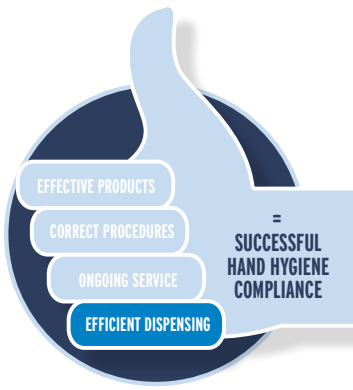 EFFECTIVE PRODUCTS
CORRECT PROCEDURES
ONGOING SERVICE
EFFICIENT DISPENSING
=
SUCCESSFUL
HAND HYGIENE
COMPLIANCE